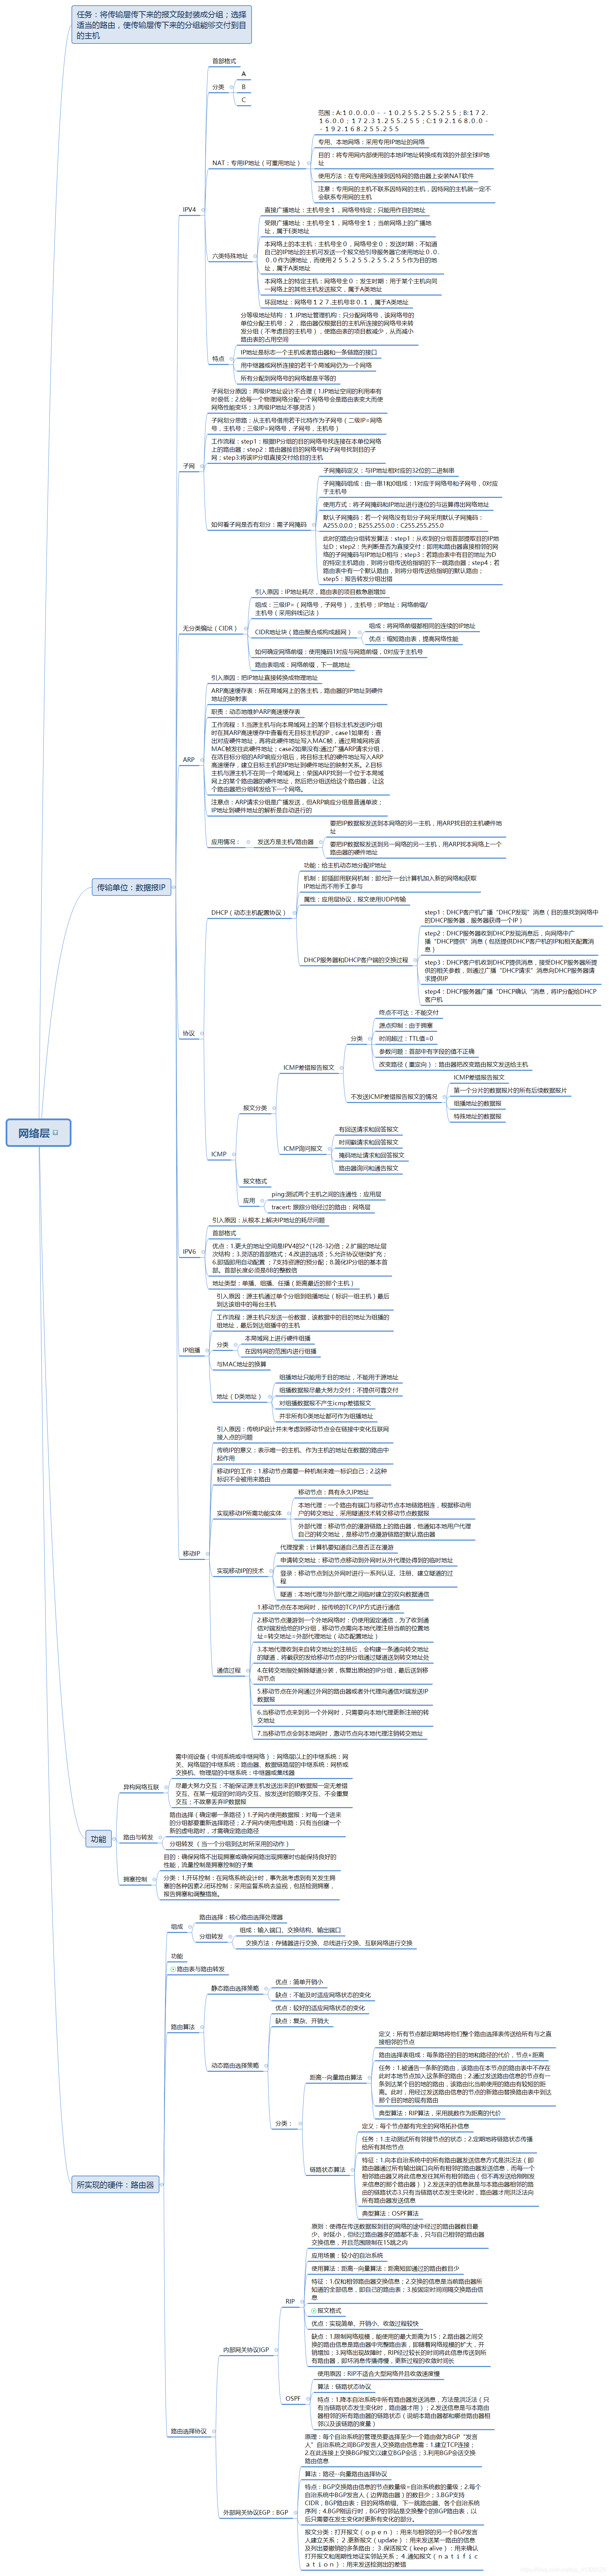 任务：将传输层传下来的报文段封装成分组；选择
适当的路由，使传输层传下来的分组能够交付到目
的主机
首部格式
分类
A
B
C
IPV4
NAT：专用IP地址（可重用地址）
范围：A:10.0.0.0--10.255.255.255；B:172.
16.0.0；172.31.255.255；C:192.168.0.0-
-192.168.255.255
专用、本地网络：采用专用IP地址的网络
目的：将专用网内部使用的本地IP地址转换成有效的外部全球IP地
址
使用方法：在专用网连接到因特网的路由器上安装NAT软件
注意：专用网的主机不联系因特网的主机，因特网的主机就一定不
会联系专用网的主机
六类特殊地址
直接广播地址：主机号全1，网络号特定；只能用作目的地址
受限广播地址：主机号全1，网络号全1；当前网络上的广播地
址，属于E类地址
本网络上的本主机：主机号全0，网络号全0；发送时期：不知道
自己的IP地址的主机可发送一个报文给引导服务器它使用地址0.0.
0.0作为源地址，而使用255.255.255.255作为目的地
址，属于A类地址
本网络上的特定主机：网络号全0；发生时期：用于某个主机向同
一网络上的其他主机发送报文，属于A类地址
环回地址：网络号127.主机号非0.1，属于A类地址
特点
分等级地址结构：1.IP地址管理机构：只分配网络号，该网络号的
单位分配主机号；2．路由器仅根据目的主机所连接的网络号来转
发分组（不考虑目的主机号），使路由表的项目数减少，从而减小
路由表的占用空间
IP地址是标志一个主机或者路由器和一条链路的接口
用中继器或网桥连接的若干个局域网仍为一个网络
所有分配到网络号的网络都是平等的
子网
子网划分原因：两级IP地址设计不合理（1.IP地址空间的利用率有
时很低；2.给每一个物理网络分配一个网络号会是路由表变大而使
网络性能变坏；3.两级IP地址不够灵活）
子网划分思路：从主机号借用若干比特作为子网号（二级IP=网络
号，主机号；三级IP=网络号，子网号，主机号）
工作流程：step1：根据IP分组的目的网络号找连接在本单位网络
上的路由器；step2：路由器按目的网络号和子网号找到目的子
网；step3将该IP分组直接交付给目的主机
如何看子网是否有划分：需子网掩码
子网掩码定义：与IP地址相对应的32位的二进制串
子网掩码组成：由一串1和0组成：1对应于网络号和子网号，0对应
于主机号
使用方式：将子网掩码和IP地址进行逐位的与运算得出网络地址
默认子网掩码：若一个网络没有划分子网采用默认子网掩码：
A255.0.0.0；B255.255.0.0；C255.255.255.0
此时的路由组分组转发算法：step1：从收到的分组首部提取目的IP地
址D；step2：先判断是否为直接交付：即用和路由器直接相邻的网
络的子网掩码与IP地址D相与；step3：若路由表中有目的地址为D
的特定主机路由，则将分组传送给指明的下一跳路由器；step4：若
路由表中有一个默认路由，则将分组传送给指明的默认路由；
step5：报告转发分组出错
无分类编址（CIDR）
引入原因：IP地址耗尽，路由表的项目数急剧增加
组成：三级IP=（网络号，子网号），主机号；IP地址：网络前缀/
主机号（采用斜线记法）
CIDR地址块（路由聚合或构成超网）
组成：将网络前缀都相同的连续的IP地址
优点：缩短路由表，提高网络性能
如何确定网络前缀：使用掩码1对应与网路前缀，0对应于主机号
路由表组成：网络前缀，下一跳地址
传输单位：数据报IP
协议
ARP
引入原因：把IP地址直接转换成物理地址
ARP高速缓存表：所在局域网上的各主机，路由器的IP地址到硬件
地址的映射表
职责：动态地维护ARP高速缓存表
工作流程：1.当源主机与向本局域网上的某个目标主机发送IP分组
时在其ARP高速缓存中查看有无目标主机的IP，case1如果有：查
出对应硬件地址，再将此硬件地址写入MAC帧，通过局域网将该
MAC帧发往此硬件地址；case2如果没有:通过广播ARP请求分组，
在活目标分组的ARP响应分组后，将目标主机的硬件地址写入ARP
高速缓存，建立目标主机的IP地址到硬件地址的映射关系。2.目标
主机与源主机不在同一个局域网上：荣国ARP找到一个位于本局域
网上的某个路由器的硬件地址，然后把分组送给这个路由器，让这
个路由器把分组转发给下一个网络。
注意点：ARP请求分组是广播发送，但ARP响应分组是普通单波；
IP地址到硬件地址的解析是自动进行的
应用情况：
发送方是主机/路由器
要把IP数据报发送到本网络的另一主机，用ARP找目的主机硬件地
址
要把IP数据报发送到另一网络的另一主机，用ARP找本网络上一个
路由器的硬件地址
DHCP（动态主机配置协议）
功能：给主机动态地分配IP地址
机制：即插即用联网机制：即允许一台计算机加入新的网络和获取
IP地址而不用手工参与
属性：应用层协议，报文使用UDP传输
DHCP服务器和DHCP客户端的交换过程
step1：DHCP客户机广播“DHCP发现”消息（目的是找到网络中
的DHCP服务器，服务器获得一个IP）
step2：DHCP服务器收到DHCP发现消息后，向网络中广
播“DHCP提供”消息（包括提供DHCP客户机的IP和相关配置消
息）
step3：DHCP客户机收到DHCP提供消息，接受DHCP服务器所提
供的相关参数，则通过广播“DHCP请求”消息向DHCP服务器请
求提供IP
step4：DHCP服务器广播“DHCP确认“消息，将IP分配给DHCP
客户机
ICMP
报文分类
ICMP差错报告报文
分类
终点不可达：不能交付
源点抑制：由于拥塞
时间超过：TTL值=0
参数问题：首部中有字段的值不正确
改变路径（重定向）：路由器把改变路由报文发送给主机
不发送ICMP差错报告报文的情况
ICMP差错报告报文
第一个分片的数据报片的所有后续数据报片
组播地址的数据报
特殊地址的数据报
ICMP询问报文
有回送请求和回答报文
时间戳请求和回答报文
掩码地址请求和回答报文
路由器询问和通告报文
报文格式
应用
ping:测试两个主机之间的连通性：应用层
tracert: 跟踪分组经过的路由：网络层
网络层
IPV6
引入原因：从根本上解决IP地址的耗尽问题
首部格式
优点：1.更大的地址空间是IPV4的2^(128-32)倍；2.扩展的地址层
次结构；3.灵活的首部格式；4.改进的选项；5.允许协议继续扩充；
6.即插即用自动配置；7支持资源的预分配；8.简化IP分组的基本首
部。首部长度必须是8B的整数倍
地址类型：单播、组播、任播（距离最近的那个主机）
IP组播
引入原因：源主机通过单个分组到组播地址（标识一组主机）最后
到达该组中的每台主机
工作流程：源主机只发送一份数据，该数据中的目的地址为组播的
组地址，最后到达组播中的主机
分类
本局域网上进行硬件组播
在因特网的范围内进行组播
与MAC地址的换算
地址（D类地址）
组播地址只能用于目的地址，不能用于源地址
组播数据报尽最大努力交付；不提供可靠交付
对组播数据报不产生icmp差错报文
并非所有D类地址都可作为组播地址
移动IP
引入原因：传统IP设计并未考虑到移动节点会在链接中变化互联网
接入点的问题
传统IP的意义：表示唯一的主机、作为主机的地址在数据的路由中
起作用
移动IP的工作：1.移动节点需要一种机制来唯一标识自己；2.这种
标识不会被用来路由
实现移动IP所需功能实体
移动节点：具有永久IP地址
本地代理：一个路由有端口与移动节点本地链路相连，根据移动用
户的转交地址，采用隧道技术转交移动节点数据报
外部代理：移动节点的漫游链路上的路由器，他通知本地用户代理
自己的转交地址，是移动节点漫游链路的默认路由器
实现移动IP的技术
代理搜索：计算机要知道自己是否正在漫游
申请转交地址：移动节点移动到外网时从外代理处得到的临时地址
登录：移动节点到达外网时进行一系列认证、注册、建立隧道的过
程
隧道：本地代理与外部代理之间临时建立的双向数据通信
通信过程
1.移动节点在本地网时，按传统的TCP/IP方式进行通信
2.移动节点漫游到一个外地网络时：仍使用固定通信，为了收到通
信对端发给他的IP分组，移动节点需向本地代理注册当前的位置地
址=转交地址=外部代理地址（动态配置地址）
3.本地代理收到来自转交地址的注册后，会构建一条通向转交地址
的隧道，将截获的发给移动节点的IP分组通过隧道送到转交地址处
4.在转交地指处解除隧道分装，恢复出原始的IP分组，最后送到移
动节点
5.移动节点在外网通过外网的路由器或者外代理向通信对端发送IP
数据报
6.当移动节点来到另一个外网时，只需要向本地代理更新注册的转
交地址
7.当移动节点会到本地网时，激动节点向本地代理注销转交地址
功能
异构网络互联
需中间设备（中间系统或中继网络）：网络层以上的中继系统：网
关、网络层的中继系统：路由器、数据链路层的中继系统：网桥或
交换机、物理层的中继系统：中继器或集线器
尽最大努力交互：不能保证源主机发送出来的IP数据报一定无差错
交互、在某一规定的时间内交互、按发送时的顺序交互、不会重复
交互；不故意丢弃IP数据报
路由与转发
路由选择（确定哪一条路径）1.子网内使用数据报：对每一个进来
的分组都要重新选择路径；2.子网内使用虚电路：只有当创建一个
新的虚电路时，才需确定路由路径
分组转发（当一个分组到达时所采用的动作）
拥塞控制
目的：确保网络不出现拥塞或确保网路出现拥塞时也能保持良好的
性能，流量控制是拥塞控制的子集
分类：1.开环控制：在网络系统设计时，事先就考虑到有关发生拥
塞的各种因素2.闭环控制：采用监督系统去监视，包括检测拥塞，
报告拥塞和调整措施。
所实现的硬件：路由器
组成
路由选择：核心路由选择处理器
分组转发
组成：输入端口、交换结构、输出端口
交换方法：存储器进行交换、总线进行交换、互联网络进行交换
功能
路由表与路由转发
路由算法
静态路由选择策略
优点：简单开销小
缺点：不能及时适应网络状态的变化
动态路由选择策略
优点：较好的适应网络状态的变化
缺点：复杂、开销大
分类：
距离--向量路由算法
定义：所有节点都定期地将他们整个路由选择表传送给所有与之直
接相邻的节点
路由选择表组成：每条路径的目的地和路径的代价，节点+距离
任务：1.被通告一条新的路由，该路由在本节点的路由表中不存在
此时本地节点加入这条新的路由；2.通过发送路由信息的节点有一
条到达某个目的地的路由，该路由比当前使用的路由有较短的距
离。此时，用经过发送路由信息的节点的新路由替换路由表中到达
那个目的地的现有路由
典型算法：RIP算法，采用跳数作为距离的代价
链路状态算法
定义：每个节点都有完全的网络拓扑信息
任务：1.主动测试所有邻接节点的状态；2.定期地将链路状态传播
给所有其他节点
特征：1.向本自治系统中的所有路由器发送信息方式是洪泛法（即
路由器通过所有输出端口向所有相邻的路由器发送信息，而每一个
相邻路由器又将此信息发往其所有相邻路由（但不再发送给刚刚发
来信息的那个路由器））2.发送来的信息就是与本路由器相邻的路
由的链路状态3.只有当链路状态发生变化时，路由器才用洪泛法向
所有路由器发送信息
典型算法：OSPF算法
路由选择协议
内部网关协议IGP
RIP
原则：使得在传送数据报到目的网络的途中经过的路由器数目最
少、时延小，但经过路由器多的路都不走，只与自己相邻的路由器
交换信息，并且范围限制在15跳之内
应用场景：较小的自治系统
使用算法：距离--向量算法：距离短即通过的路由数目少
特征：1.仅和相邻路由器交换信息；2.交换的信息是当前路由器所
知道的全部信息，即自己的路由表；3.按固定时间间隔交换路由信
息
报文格式
优点：实现简单、开销小、收敛过程较快
缺点：1.限制网络规模，能使用的最大距离为15；2.路由器之间交
换的路由信息是路由器中完整路由表，即随着网络规模的扩大，开
销增加；3.网络出现故障时，RIP经过较长的时间将此信息传送到所
有路由器，即坏消息传播得慢，更新过程的收敛时间长
OSPF
使用原因：RIP不适合大型网络并且收敛速度慢
算法：链路状态协议
特点：1.降本自治系统中所有路由器发送消息，方法是洪泛法（只
有当链路状态发生变化时，路由器才用）；2.发送信息是与本路由
器相邻的所有路由器的链路状态（说明本路由器都和哪些路由器相
邻以及该链路的度量）
外部网关协议EGP：BGP
原理：每个自治系统的管理员要选择至少一个路由做为BGP“发言
人”自治系统之间BGP发言人交换路由信息需：1.建立TCP连接；
2.在此连接上交换BGP报文以建立BGP会话；3.利用BGP会话交换
路由信息
算法：路径--向量路由选择协议
特点：BGP交换路由信息的节点数量级=自治系统数的量级；2.每个
自治系统中BGP发言人（边界路由器）的数目少；3.BGP支持
CIDR，BGP路由表：目的网络前缀、下一跳路由器、各个自治系统
序列；4.BGP刚运行时，BGP的邻站是交换整个的BGP路由表，以
后只需要在发生变化时更新有变化的部分。
报文分类：打开报文（open）：用来与相邻的另一个BGP发言
人建立关系；2.更新报文（update）：用来发送某一路由的信息
及列出要撤销的多条路由；3.保活报文（keep alive）：用来确认
打开报文和周期性地证实邻站关系；4.通知报文（notific
ation）：用来发送检测出的差错